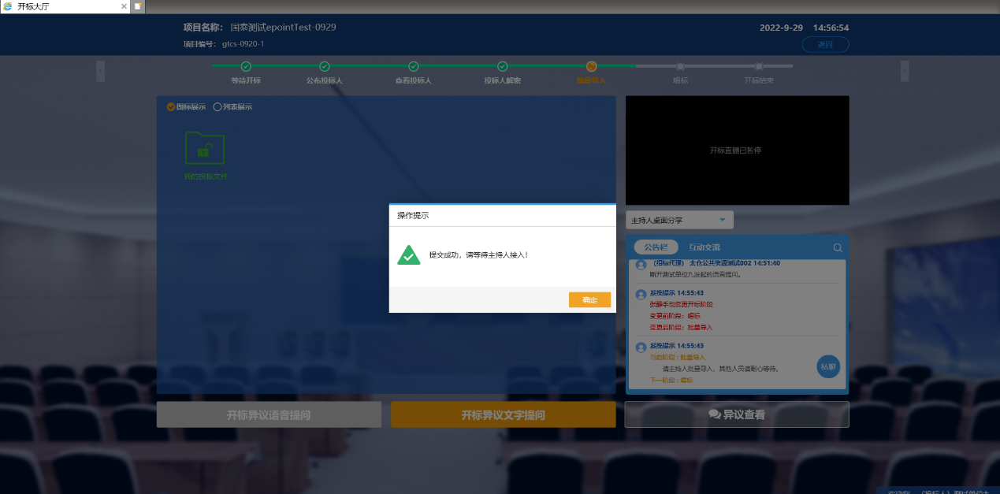 开标大厅
项目名称： 国泰测试epointTest-0929
2022-9-29 14:56:54
项目编号： gtcs-0920-1
返回
等待开标
公布投标人
查看投标人
投标人解密
批量导入
唱标
开标结束
图标展示 列表展示
我的投标文件
开标直播已暂停
操作提示
提交成功，请等待主持人接入！
确定
主持人桌面分享
公告栏 互动交流
（招标代理） 太仓公共资源测试002 14:51:40
断开测试单位九发起的语音提问。
系统提示 14:55:43
张静手动变更开标阶段
变更前阶段：唱标
变更后阶段：批量导入
系统提示 14:55:43
当前阶段：批量导入
请主持人批量导入，其他人员请耐心等待。
下一阶段：唱标
私聊
开标异议语音提问
开标异议文字提问
异议查看